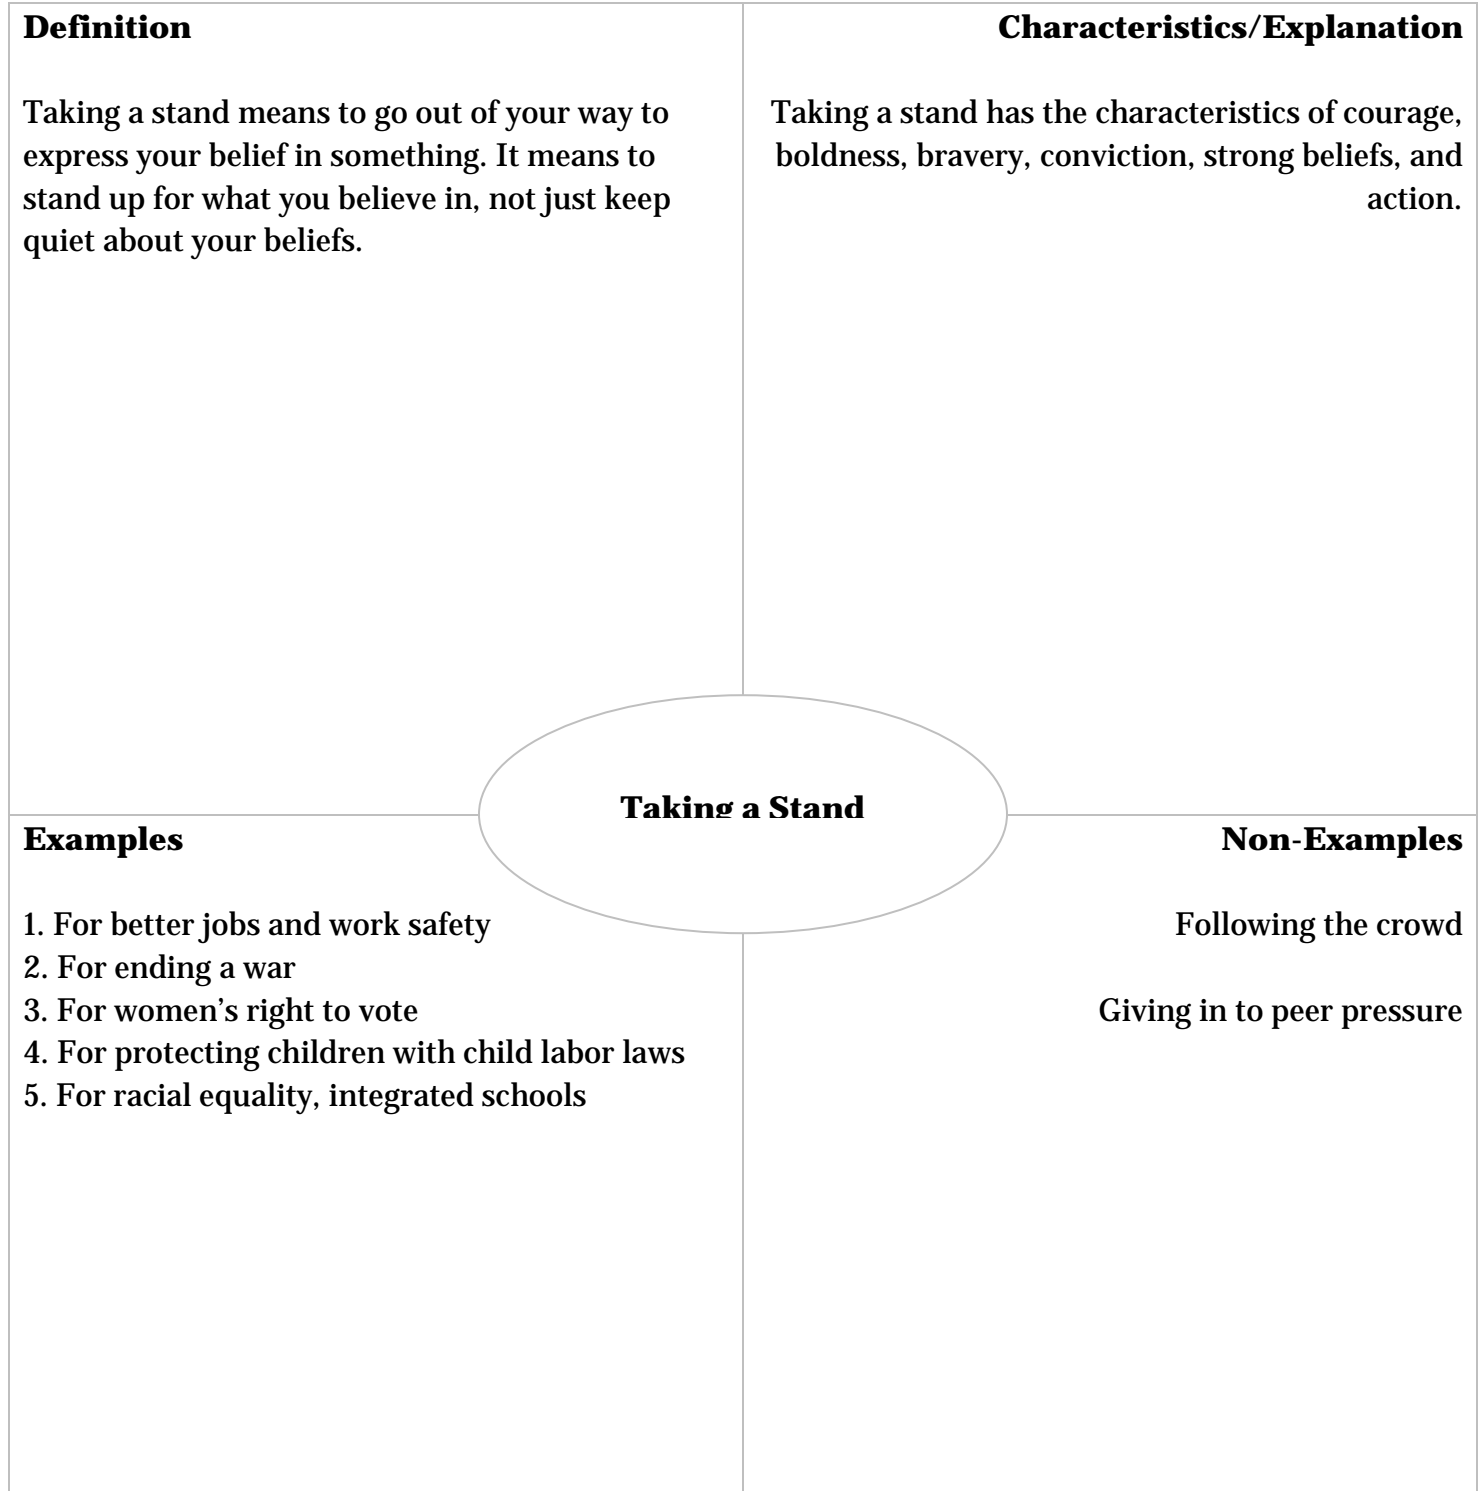 Definition
Taking a stand means to go out of your way to
express your belief in something. It means to
stand up for what you believe in, not just keep
quiet about your beliefs.
Characteristics/Explanation
Taking a stand has the characteristics of courage,
boldness, bravery, conviction, strong beliefs, and
action.
Taking a Stand
Examples
1. For better jobs and work safety
2. For ending a war
3. For women’s right to vote
4. For protecting children with child labor laws
5. For racial equality, integrated schools
Non-Examples
Following the crowd
Giving in to peer pressure